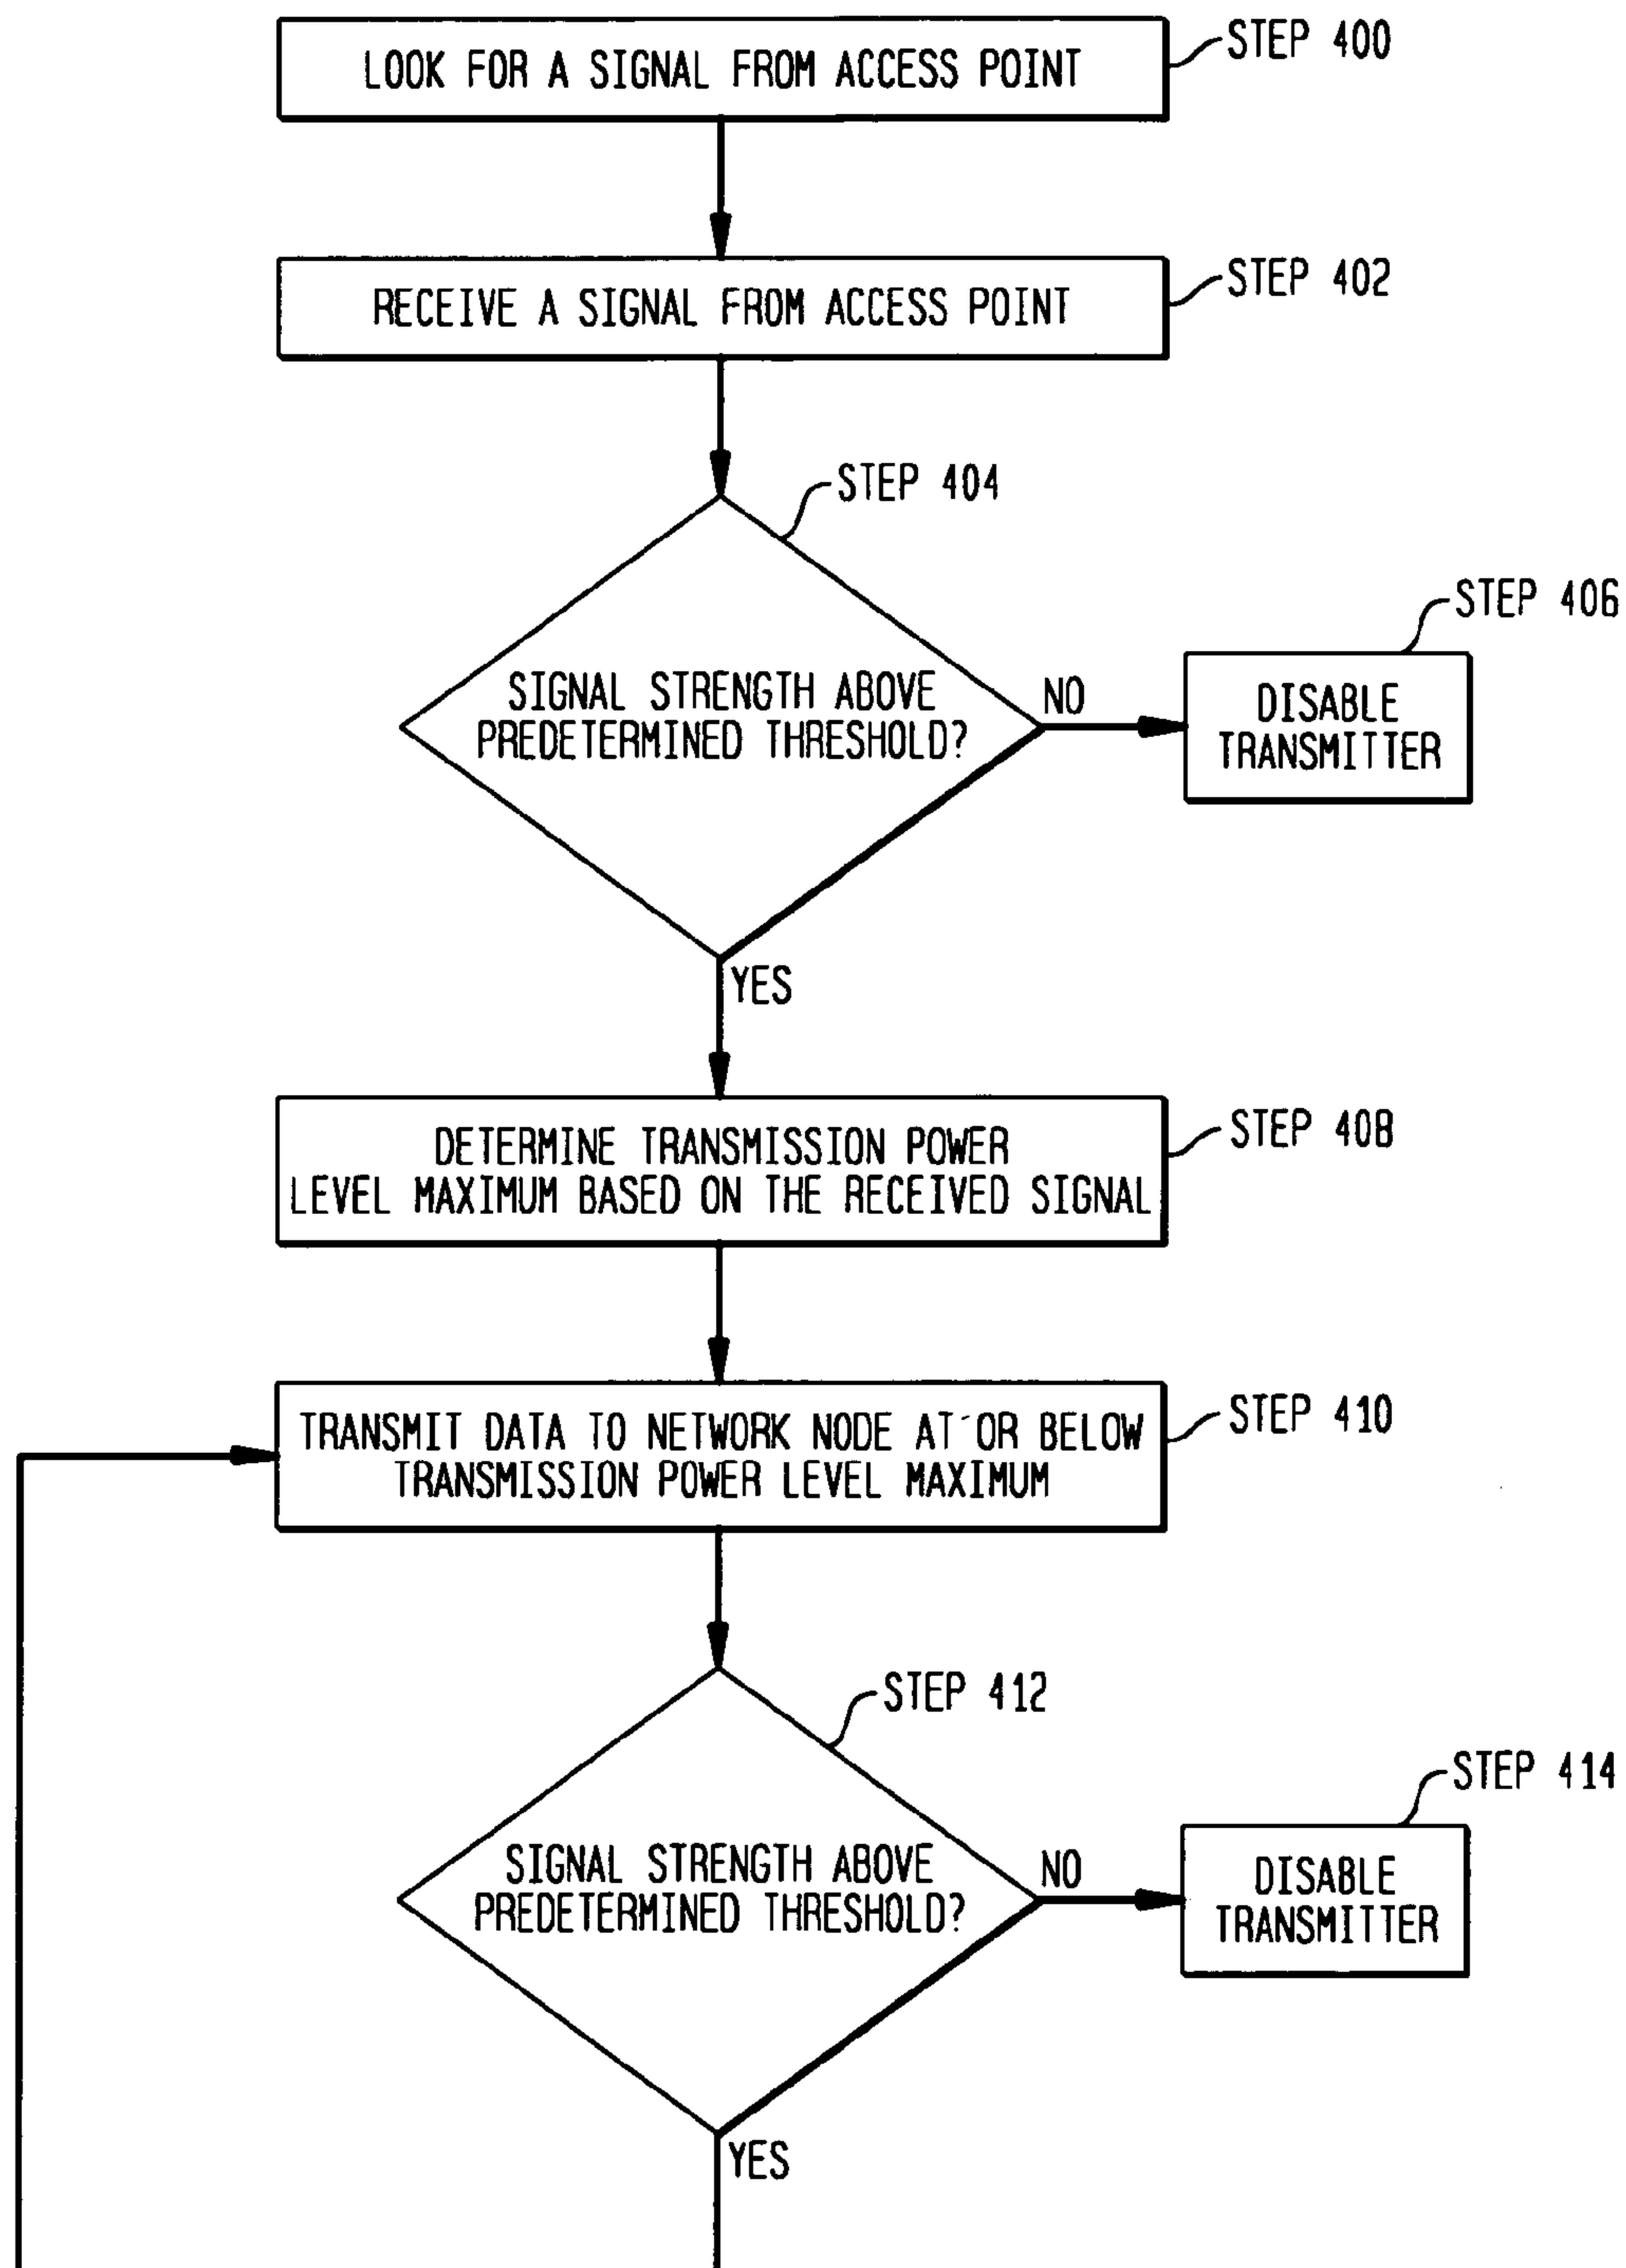 LOOK FOR A SIGNAL FROM ACCESS POINT
STEP 400
RECEIVE A SIGNAL FROM ACCESS POINT
STEP 402
STEP 404
SIGNAL STRENGTH ABOVE
PREDETERMINED THRESHOLD?
NO
STEP 406
DISABLE
TRANSMITTER
YES
DETERMINE TRANSMISSION POWER
LEVEL MAXIMUM BASED ON THE RECEIVED SIGNAL
STEP 408
TRANSMIT DATA TO NETWORK NODE AT OR BELOW
TRANSMISSION POWER LEVEL MAXIMUM
STEP 410
STEP 412
SIGNAL STRENGTH ABOVE
PREDETERMINED THRESHOLD?
NO
STEP 414
DISABLE
TRANSMITTER
YES